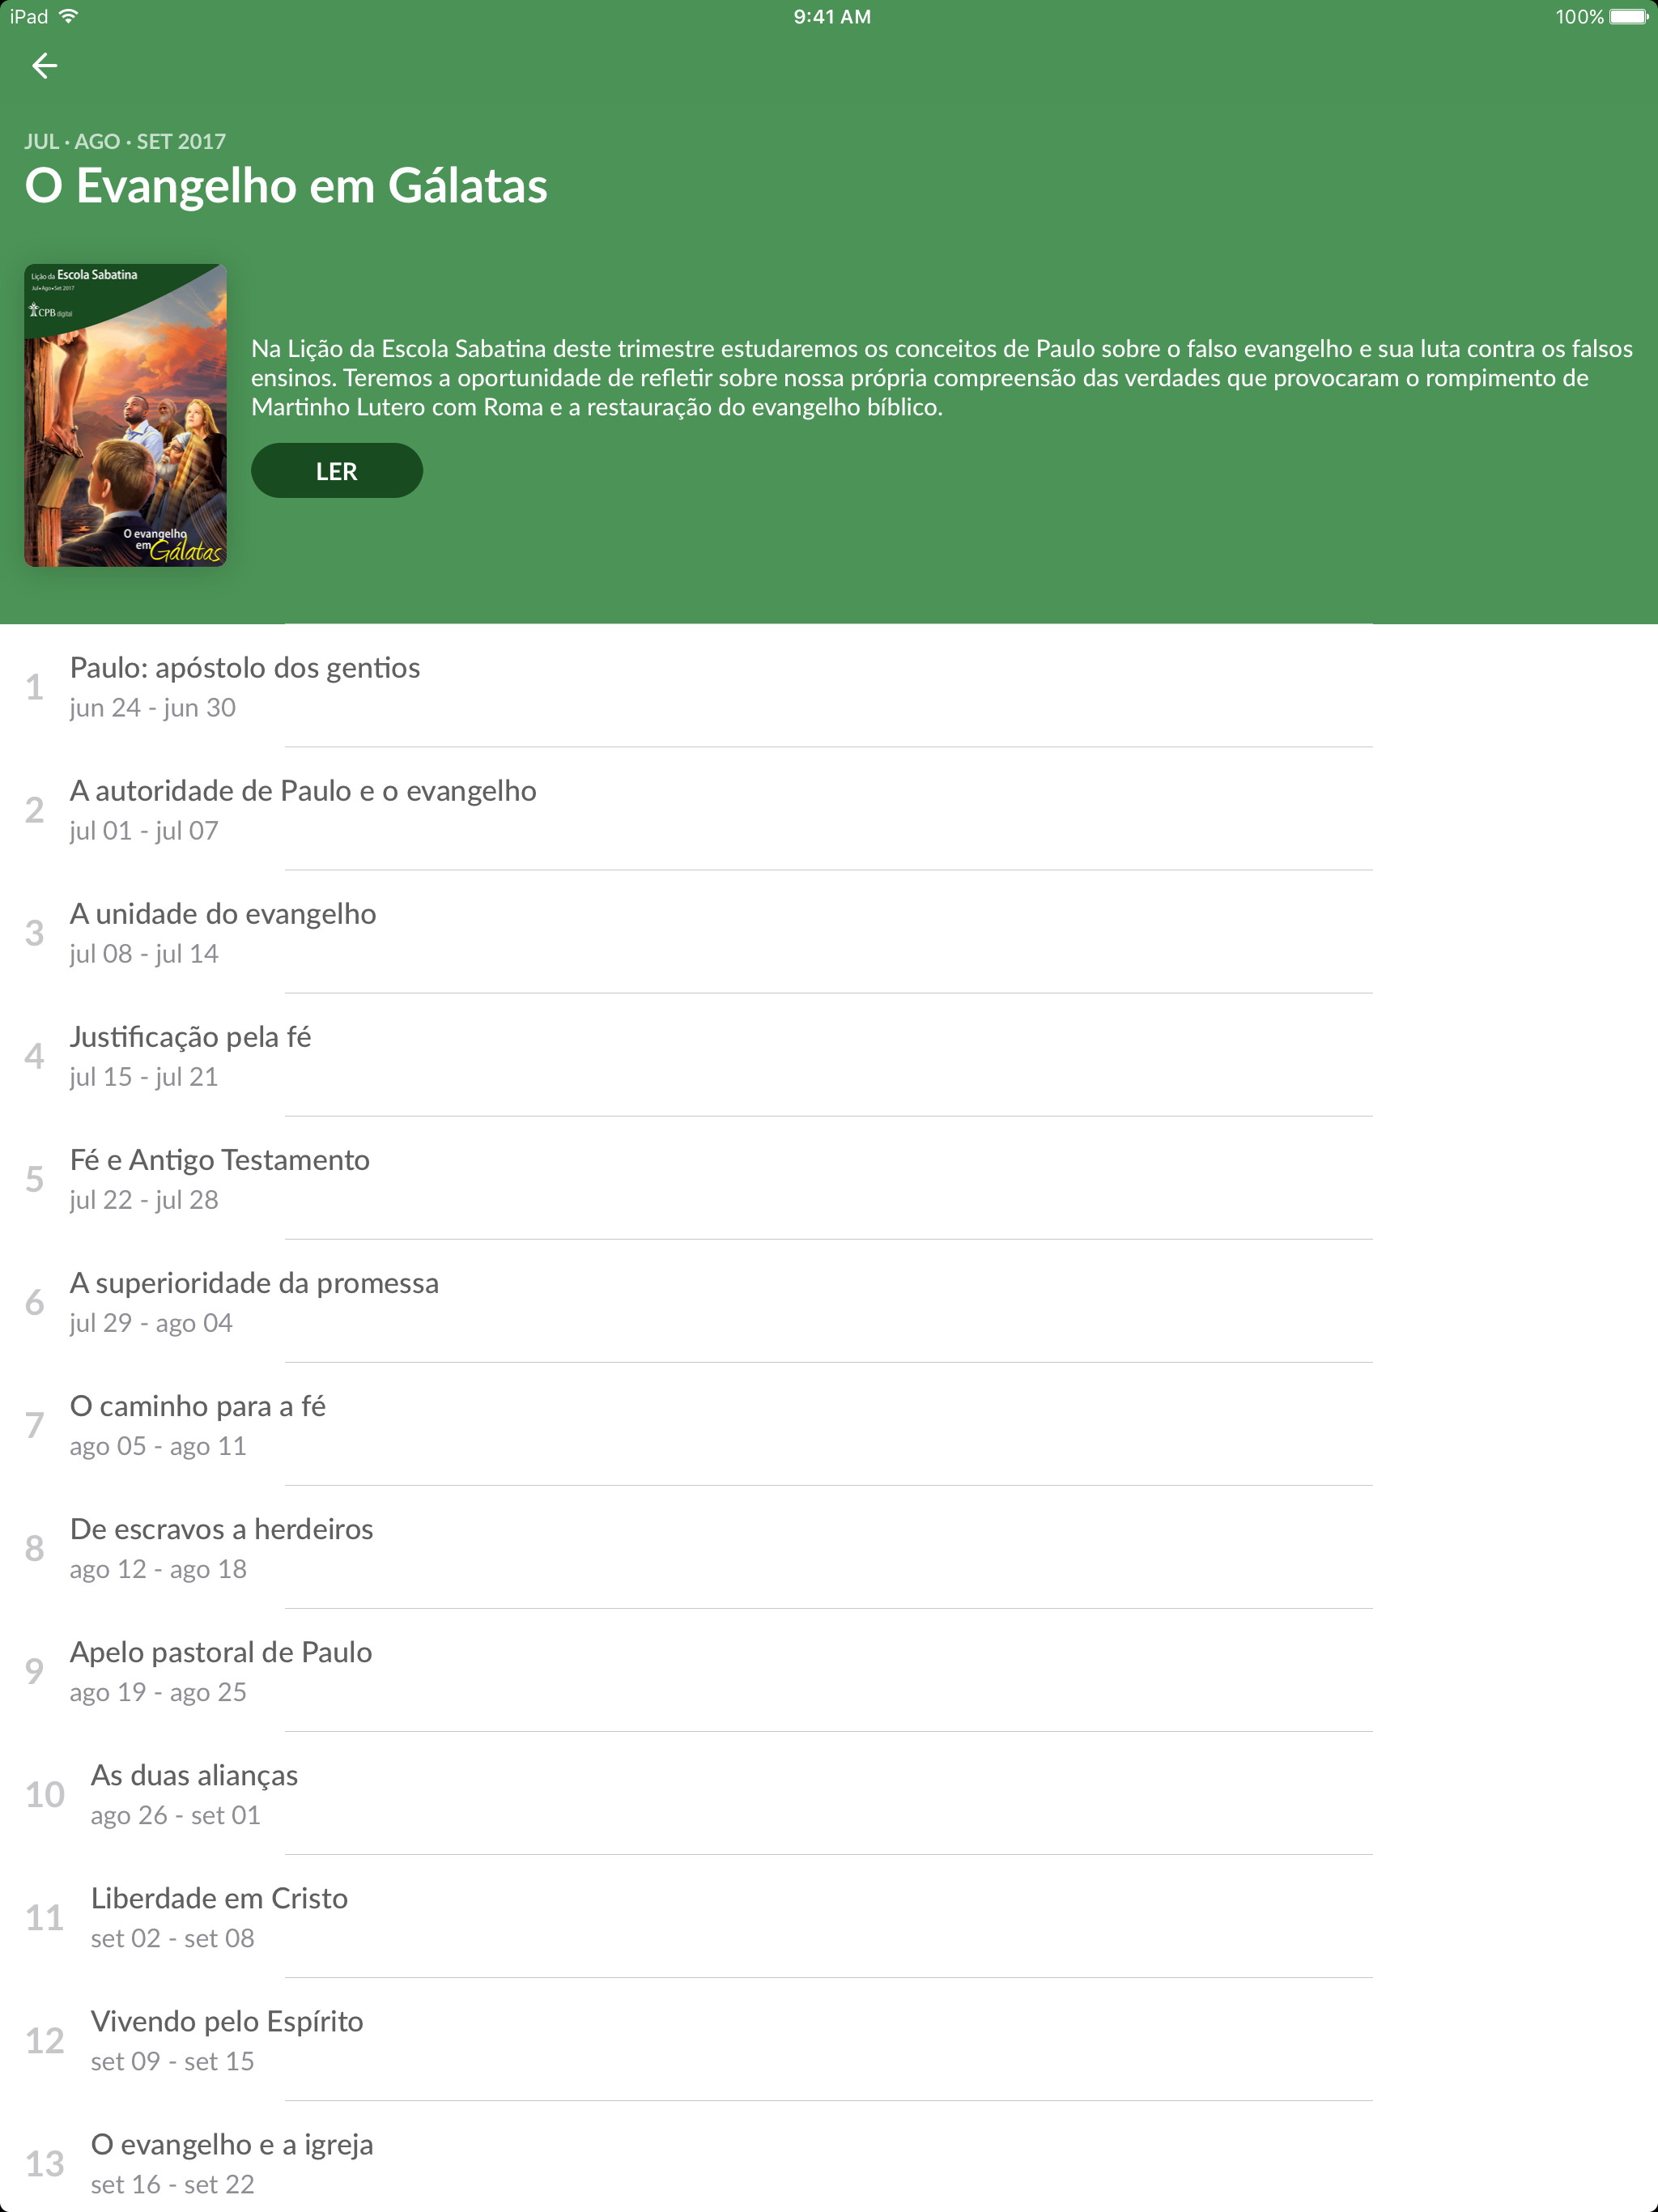 iPad 9:41 AM 100%
JUL · AGO · SET 2017
O Evangelho em Gálatas
Lição da Escola Sabatina
Jul•Ago•Set 2017
CPB digital
O evangelho
em Gálatas
Na Lição da Escola Sabatina deste trimestre estudaremos os conceitos de Paulo sobre o falso evangelho e sua luta contra os falsos
ensinos. Teremos a oportunidade de refletir sobre nossa própria compreensão das verdades que provocaram o rompimento de
Martinho Lutero com Roma e a restauração do evangelho bíblico.
LER
1 Paulo: apóstolo dos gentios
jun 24 - jun 30
2 A autoridade de Paulo e o evangelho
jul 01 - jul 07
3 A unidade do evangelho
jul 08 - jul 14
4 Justificação pela fé
jul 15 - jul 21
5 Fé e Antigo Testamento
jul 22 - jul 28
6 A superioridade da promessa
jul 29 - ago 04
7 O caminho para a fé
ago 05 - ago 11
8 De escravos a herdeiros
ago 12 - ago 18
9 Apelo pastoral de Paulo
ago 19 - ago 25
10 As duas alianças
ago 26 - set 01
11 Liberdade em Cristo
set 02 - set 08
12 Vivendo pelo Espírito
set 09 - set 15
13 O evangelho e a igreja
set 16 - set 22